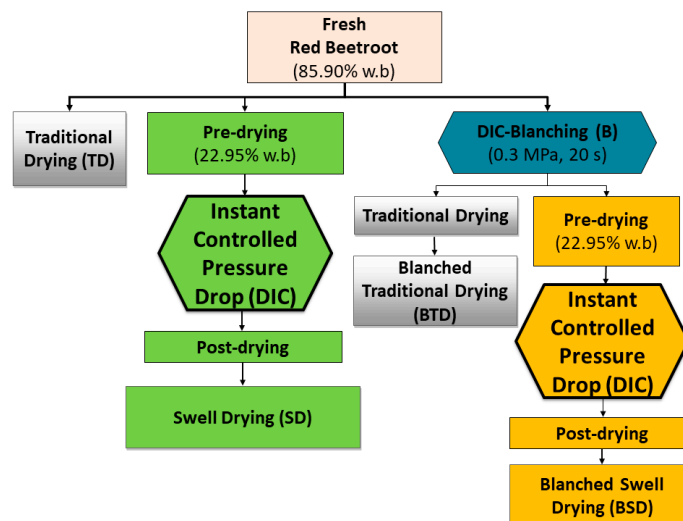 Fresh
Red Beetroot
(85.90% w.b)
Traditional
Drying (TD)
Pre-drying
(22.95% w.b)
DIC-Blanching (B)
(0.3 MPa, 20 s)
Instant
Controlled
Pressure
Drop (DIC)
Traditional Drying
Pre-drying
(22.95% w.b)
Blanched
Traditional Drying
(BTD)
Instant
Controlled
Pressure
Drop (DIC)
Post-drying
Swell Drying (SD)
Post-drying
Blanched Swell
Drying (BSD)